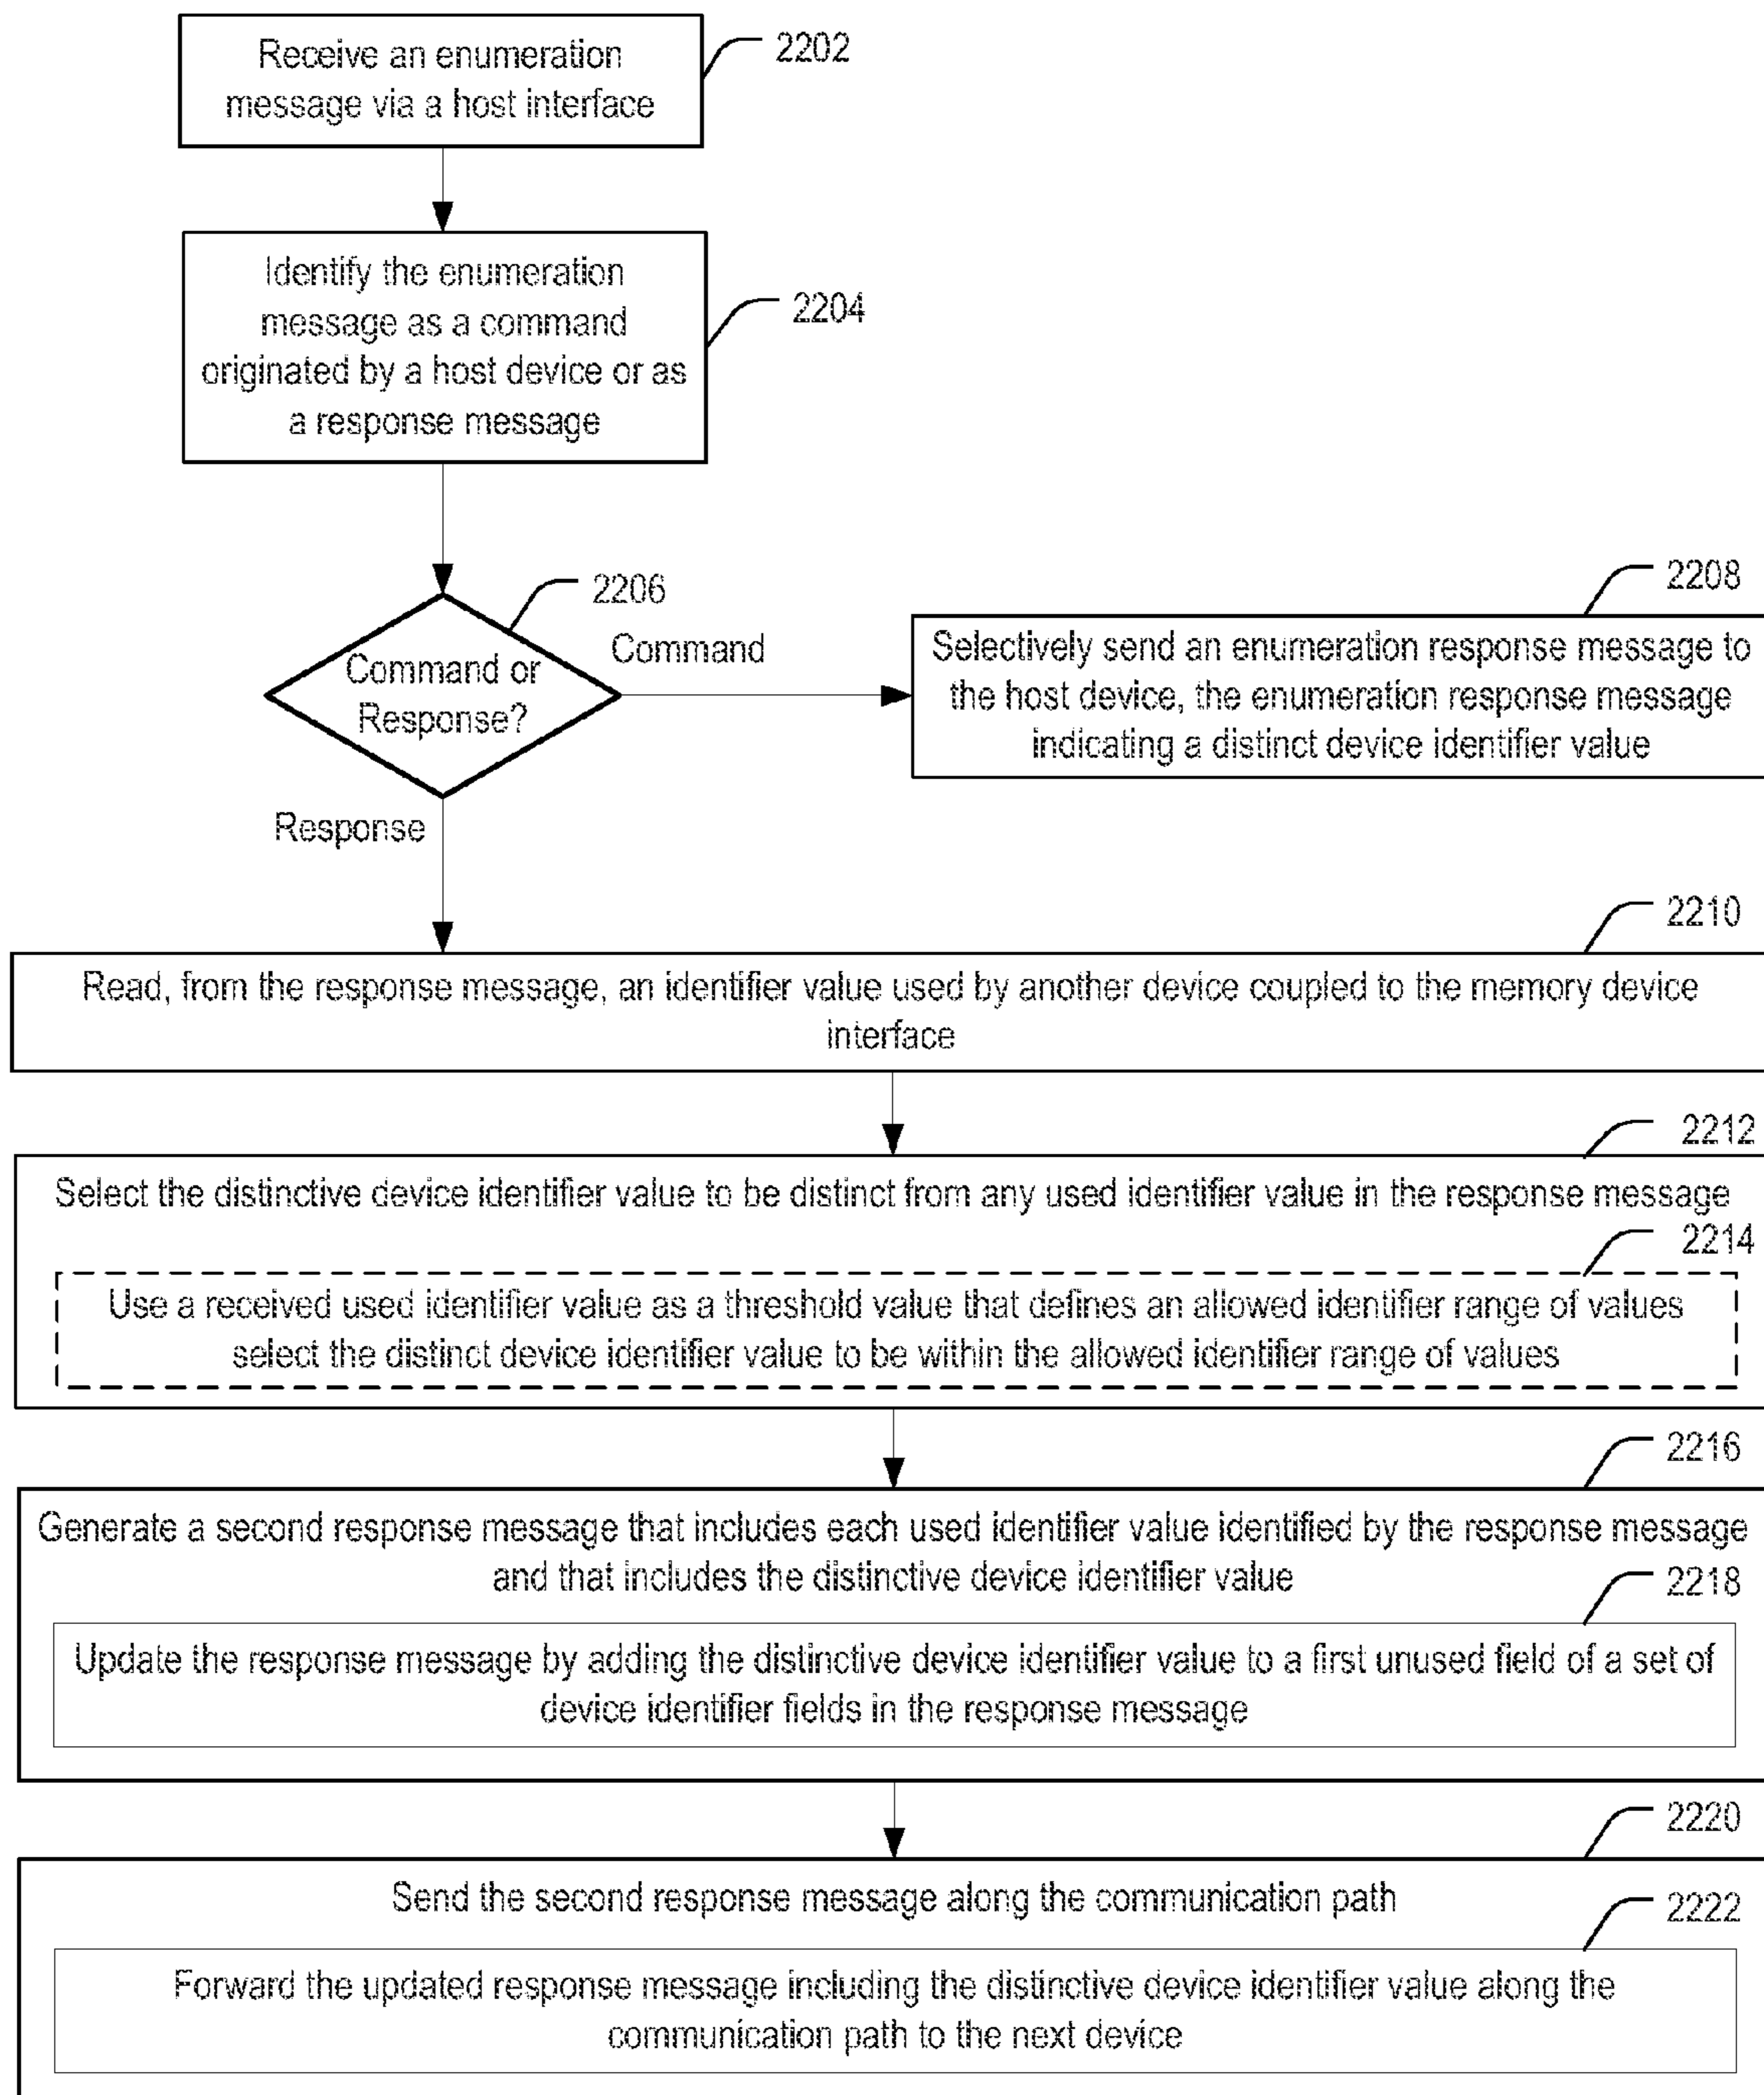 Receive an enumeration
message via a host interface
2202
Identify the enumeration
message as a command
originated by a host device or as
a response message
2204
2206
Command or
Response?
Command
Response
2208
Selectively send an enumeration response message to
the host device, the enumeration response message
indicating a distinct device identifier value
2210
Read, from the response message, an identifier value used by another device coupled to the memory device
interface
2212
Select the distinctive device identifier value to be distinct from any used identifier value in the response message
2214
Use a received used identifier value as a threshold value that defines an allowed identifier range of values
select the distinct device identifier value to be within the allowed identifier range of values
2216
Generate a second response message that includes each used identifier value identified by the response message
and that includes the distinctive device identifier value
2218
Update the response message by adding the distinctive device identifier value to a first unused field of a set of
device identifier fields in the response message
2220
Send the second response message along the communication path
2222
Forward the updated response message including the distinctive device identifier value along the
communication path to the next device